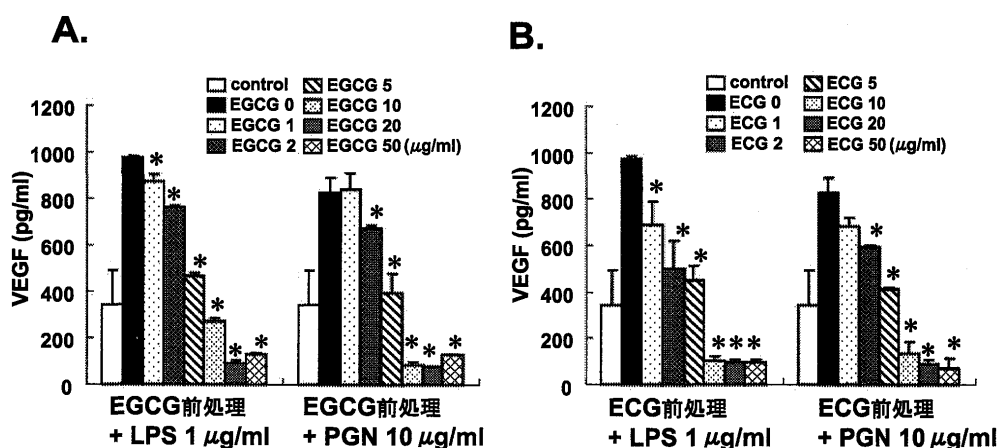 A.
control
EGCG 0
EGCG 1
EGCG 2
EGCG 5
EGCG 10
EGCG 20
EGCG 50 (μg/ml)
VEGF (pg/ml)
1200
1000
800
600
400
200
0
* * * * * *
* * * * *
EGCG前処理
+ LPS 1 μg/ml
EGCG前処理
+ PGN 10 μg/ml
B.
control
ECG 0
ECG 1
ECG 2
ECG 5
ECG 10
ECG 20
ECG 50 (μg/ml)
VEGF (pg/ml)
1200
1000
800
600
400
200
0
* * * * * *
* * * * *
ECG前処理
+ LPS 1 μg/ml
ECG前処理
+ PGN 10 μg/ml